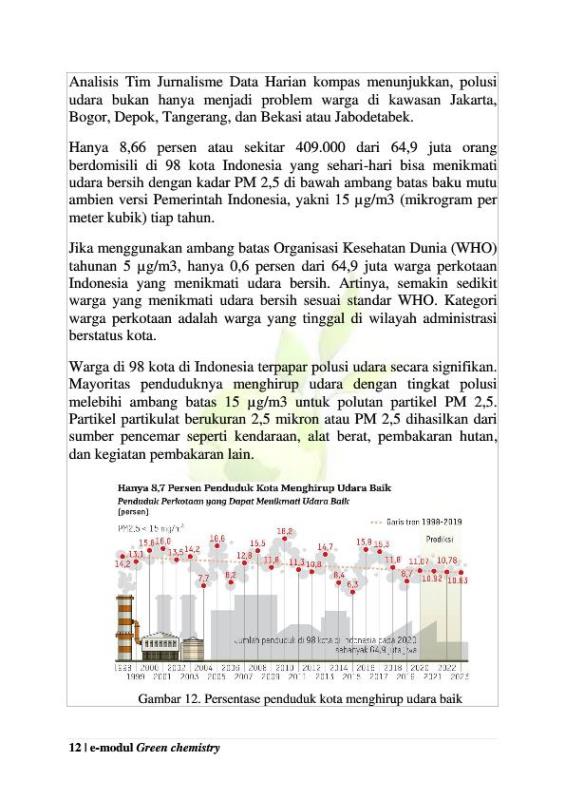 Analisis Tim Jurnalisme Data Harian kompas menunjukkan, polusi
udara bukan hanya menjadi problem warga di kawasan Jakarta,
Bogor, Depok, Tangerang, dan Bekasi atau Jabodetabek.
Hanya 8,66 persen atau sekitar 409.000 dari 64,9 juta orang
berdomisili di 98 kota Indonesia yang sehari-hari bisa menikmati
udara bersih dengan kadar PM 2,5 di bawah ambang batas baku mutu
ambien versi Pemerintah Indonesia, yakni 15 µg/m3 (mikrogram per
meter kubik) tiap tahun.
Jika menggunakan ambang batas Organisasi Kesehatan Dunia (WHO)
tahunan 5 µg/m3, hanya 0,6 persen dari 64,9 juta warga perkotaan
Indonesia yang menikmati udara bersih. Artinya, semakin sedikit
warga yang menikmati udara bersih sesuai standar WHO. Kategori
warga perkotaan adalah warga yang tinggal di wilayah administrasi
berstatus kota.
Warga di 98 kota di Indonesia terpapar polusi udara secara signifikan.
Mayoritas penduduknya menghirup udara dengan tingkat polusi
melebihi ambang batas 15 µg/m3 untuk polutan partikel PM 2,5.
Partikel partikulat berukuran 2,5 mikron atau PM 2,5 dihasilkan dari
sumber pencemar seperti kendaraan, alat berat, pembakaran hutan,
dan kegiatan pembakaran lain.
Hanya 8,7 Persen Penduduk Kota Menghirup Udara Baik
Penduduk Perkotaan yang Dapat Menikmati Udara Baik
(persen)
PM2,5 < 15 mg/m³
Garis tren 1998-2019
Prediksi
14,2 13,1 15,8 16,0 13,5 14,2 7,7 16,6 8,2 12,8 15,5 11,6 18,2 11,3 10,8 14,7 8,4 6,3 15,9 15,3 11,8 8,7 11,07 10,92 10,78 10,63
Jumlah penduduk di 98 kota di Indonesia pada 2020
sebanyak 64,9 juta jiwa
1998 2000 2002 2004 2006 2008 2010 2012 2014 2016 2018 2020 2022
1999 2001 2003 2005 2007 2009 2011 2013 2015 2017 2019 2021 2023
Gambar 12. Persentase penduduk kota menghirup udara baik
12 | e-modul Green chemistry